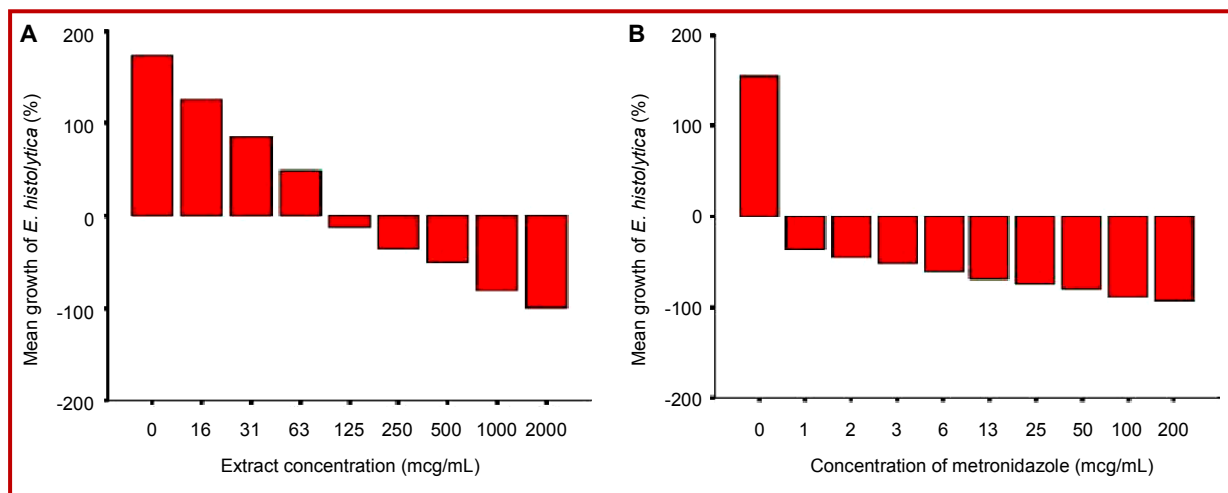 A
Mean growth of E. histolytica (%)
200
100
0
-100
-200
0 16 31 63 125 250 500 1000 2000
Extract concentration (mcg/mL)
B
Mean growth of E. histolytica (%)
200
100
0
-100
-200
0 1 2 3 6 13 25 50 100 200
Concentration of metronidazole (mcg/mL)